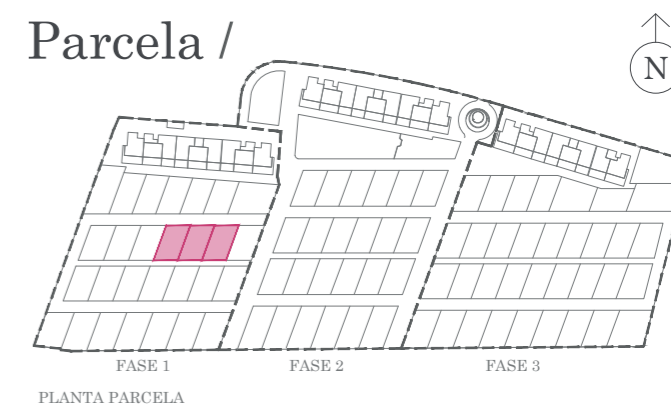 Parcela /
N
FASE 1
FASE 2
FASE 3
PLANTA PARCELA